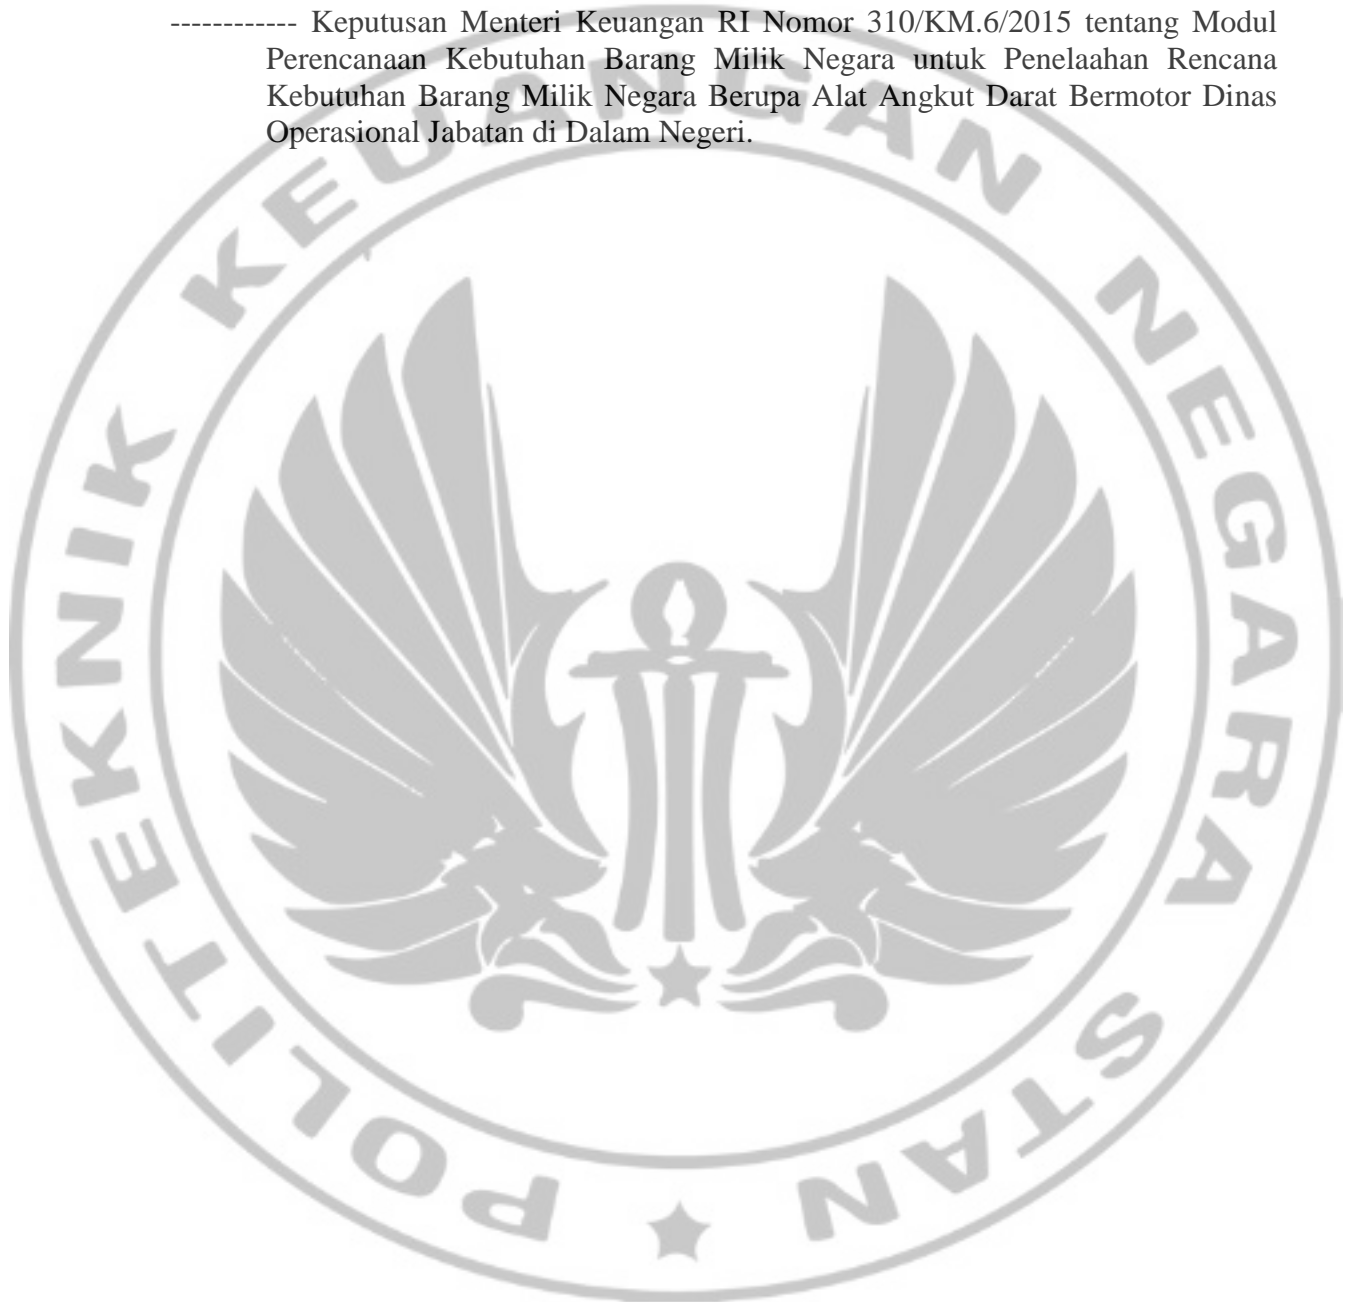 ------------ Keputusan Menteri Keuangan RI Nomor 310/KM.6/2015 tentang Modul
Perencanaan Kebutuhan Barang Milik Negara untuk Penelaahan Rencana
Kebutuhan Barang Milik Negara Berupa Alat Angkut Darat Bermotor Dinas
Operasional Jabatan di Dalam Negeri.
POLITEKNIK KEUANGAN NEGARA STAN